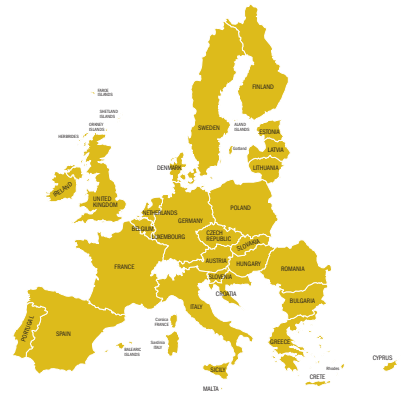 FINLAND
FAROE
ISLANDS
SHETLAND
ISLANDS
ORKNEY
ISLANDS
HEBRIDES
SWEDEN
ALAND
ISLANDS
ESTONIA
Gotland
LATVIA
LITHUANIA
DENMARK
IRELAND
UNITED
KINGDOM
NETHERLANDS
POLAND
GERMANY
BELGIUM
LUXEMBOURG
CZECH
REPUBLIC
SLOVAKIA
FRANCE
AUSTRIA
HUNGARY
ROMANIA
SLOVENIA
CROATIA
BULGARIA
ITALY
PORTUGAL
SPAIN
Corsica
FRANCE
BALEARIC
ISLANDS
Sardinia
ITALY
GREECE
SICILY
MALTA
Rhodes
CRETE
CYPRUS